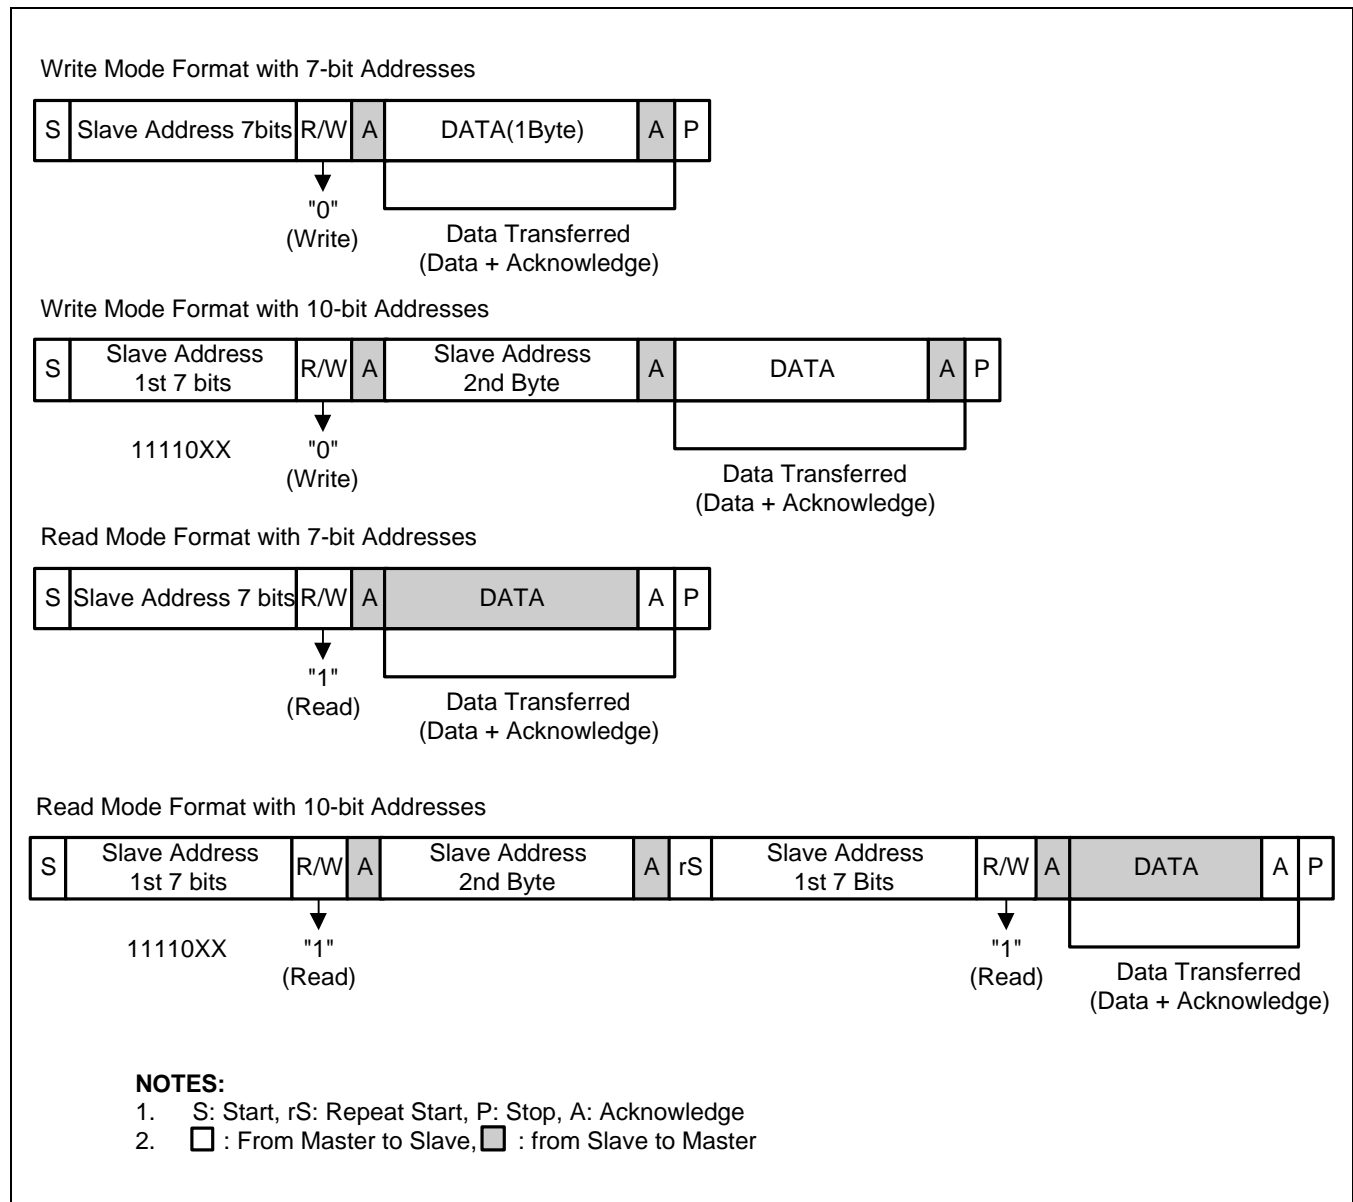 Write Mode Format with 7-bit Addresses
S Slave Address 7bits R/W A DATA(1Byte) A P
"0"
(Write)
Data Transferred
(Data + Acknowledge)
Write Mode Format with 10-bit Addresses
S Slave Address 1st 7 bits R/W A Slave Address 2nd Byte A DATA A P
11110XX
"0"
(Write)
Data Transferred
(Data + Acknowledge)
Read Mode Format with 7-bit Addresses
S Slave Address 7 bits R/W A DATA A P
"1"
(Read)
Data Transferred
(Data + Acknowledge)
Read Mode Format with 10-bit Addresses
S Slave Address 1st 7 bits R/W A Slave Address 2nd Byte A rS Slave Address 1st 7 Bits R/W A DATA A P
11110XX
"1"
(Read)
"1"
(Read)
Data Transferred
(Data + Acknowledge)
NOTES:
1. S: Start, rS: Repeat Start, P: Stop, A: Acknowledge
2. : From Master to Slave, : from Slave to Master